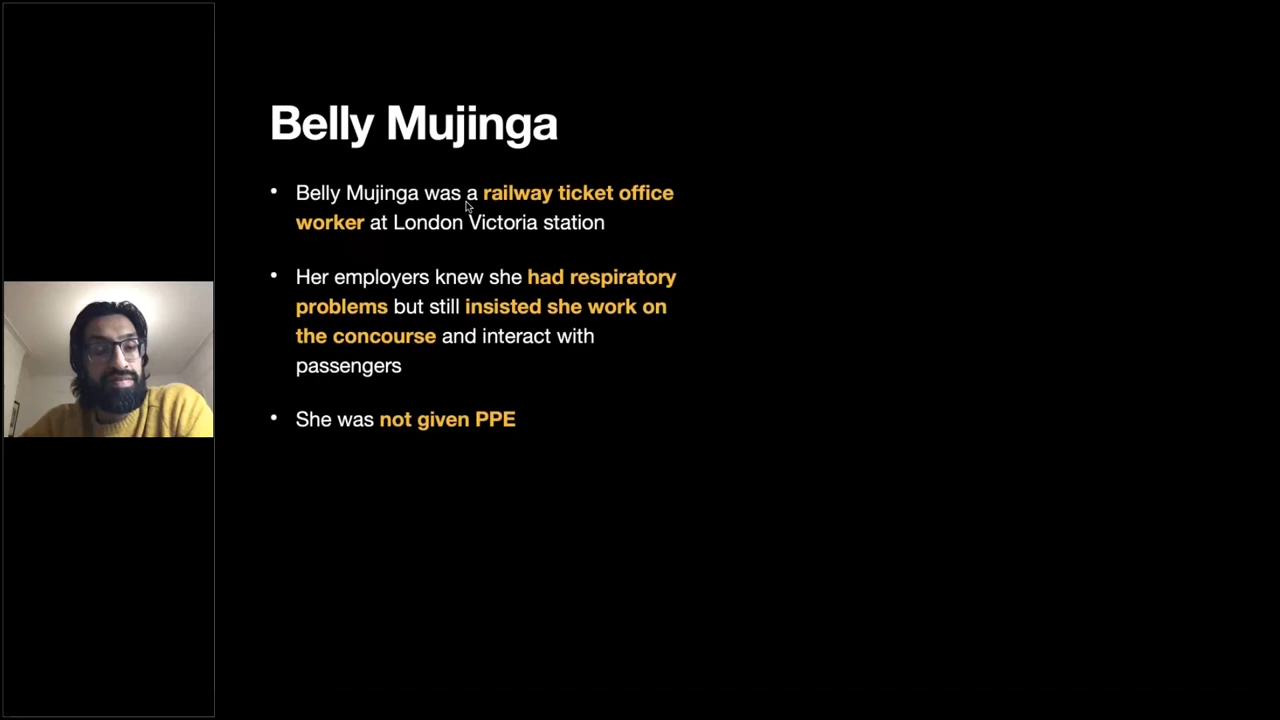 Belly Mujinga
• Belly Mujinga was a railway ticket office
worker at London Victoria station
• Her employers knew she had respiratory
problems but still insisted she work on
the concourse and interact with
passengers
• She was not given PPE